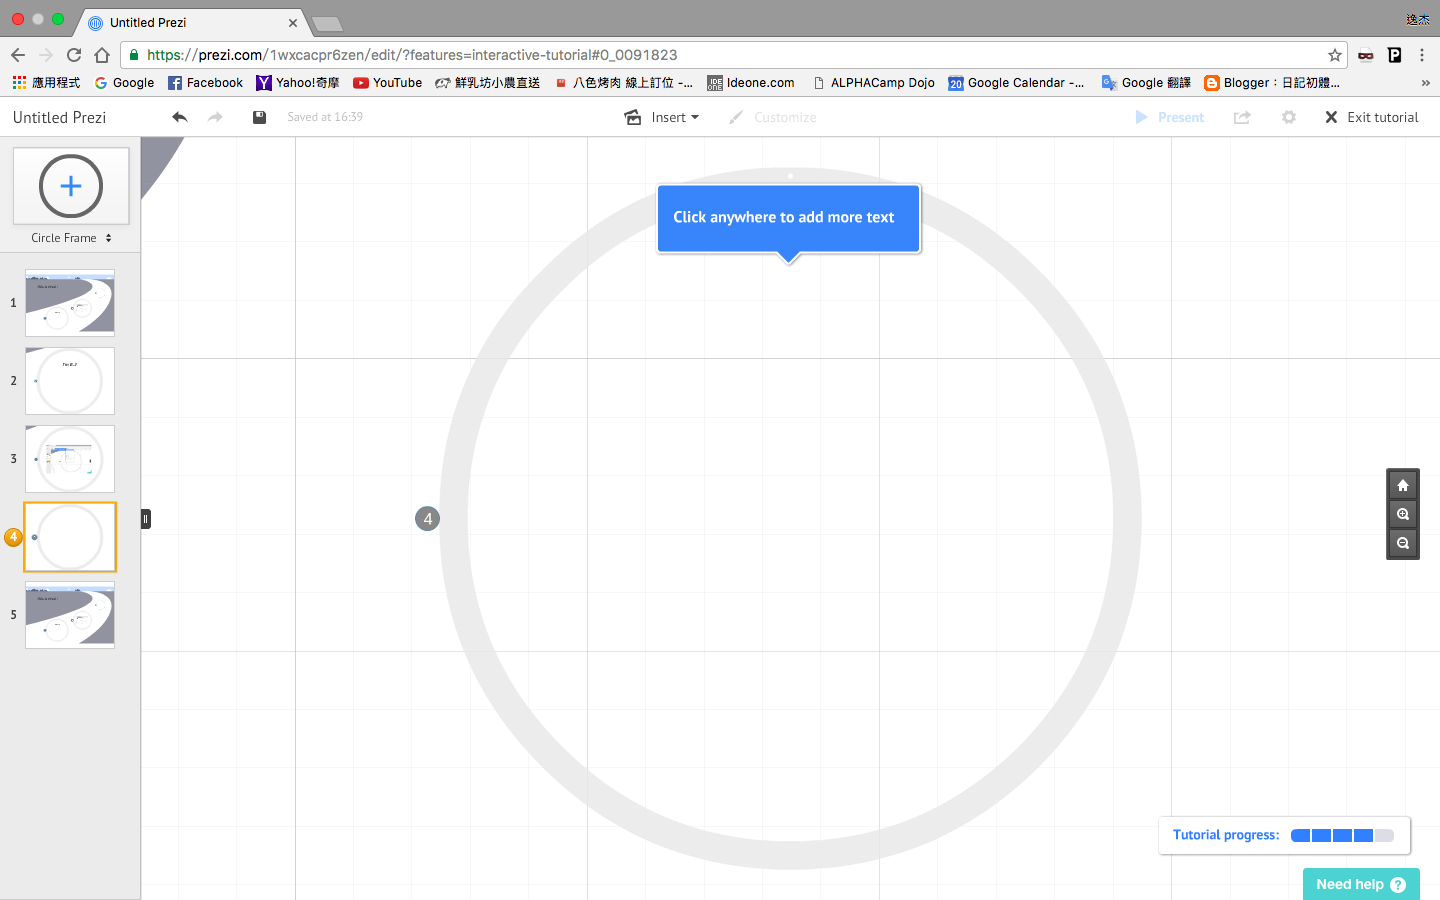 Untitled Prezi
逸杰
https://prezi.com/1wxcacpr6zen/edit/?features=interactive-tutorial#0_0091823
應用程式 Google Facebook Yahoo!奇摩 YouTube 鮮乳坊小農直送 八色烤肉 線上訂位 -... Ideone.com ALPHACamp Dojo 20 Google Calendar -... Google 翻譯 Blogger：日記初體... »
Untitled Prezi Saved at 16:39 Insert Customize Present Exit tutorial
Circle Frame
Click anywhere to add more text
1
2
3
4
5
4
Tutorial progress:
Need help ?